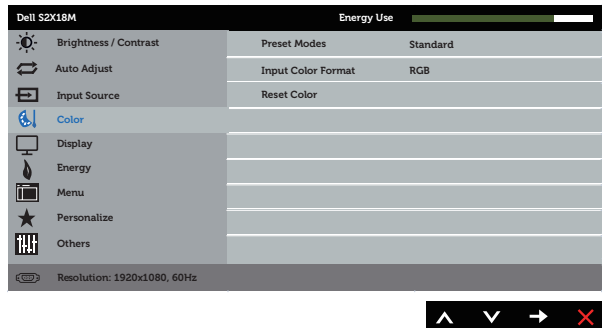 Dell S2X18M Energy Use
Brightness / Contrast Preset Modes Standard
Auto Adjust Input Color Format RGB
Input Source Reset Color
Color
Display
Energy
Menu
Personalize
Others
Resolution: 1920x1080, 60Hz